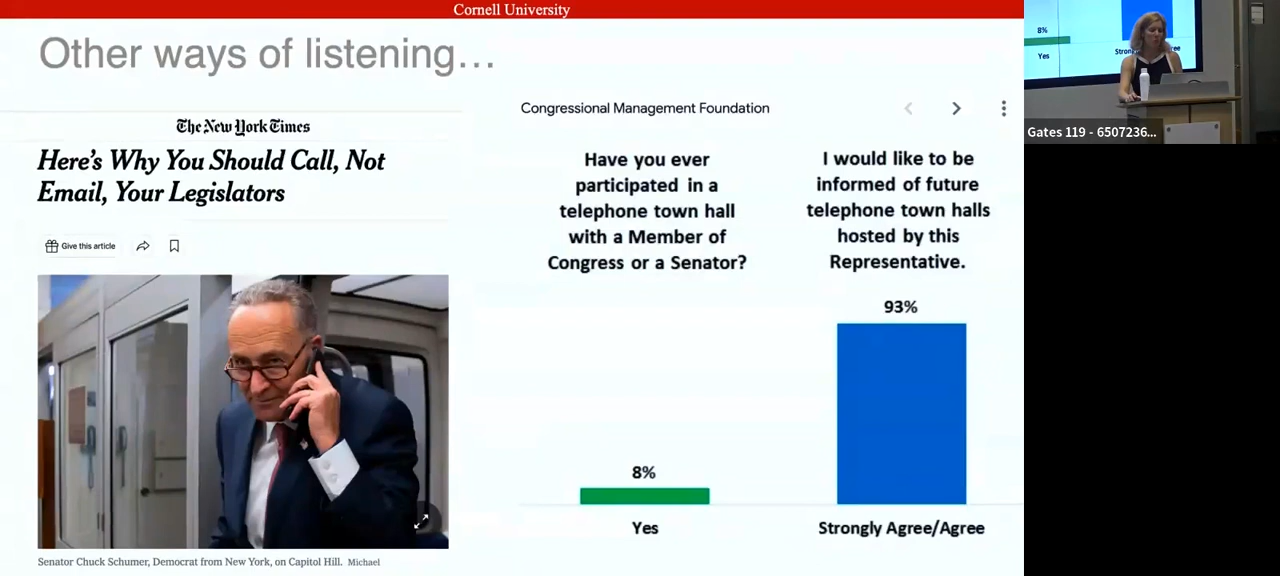 Cornell University
Other ways of listening…
The New York Times
Here's Why You Should Call, Not
Email, Your Legislators
Give this article
Senator Chuck Schumer, Democrat from New York, on Capitol Hill. Michael
Congressional Management Foundation
Have you ever
participated in a
telephone town hall
with a Member of
Congress or a Senator?
8%
Yes
I would like to be
informed of future
telephone town halls
hosted by this
Representative.
93%
Strongly Agree/Agree
8%
Yes
Gates 119 - 6507236...